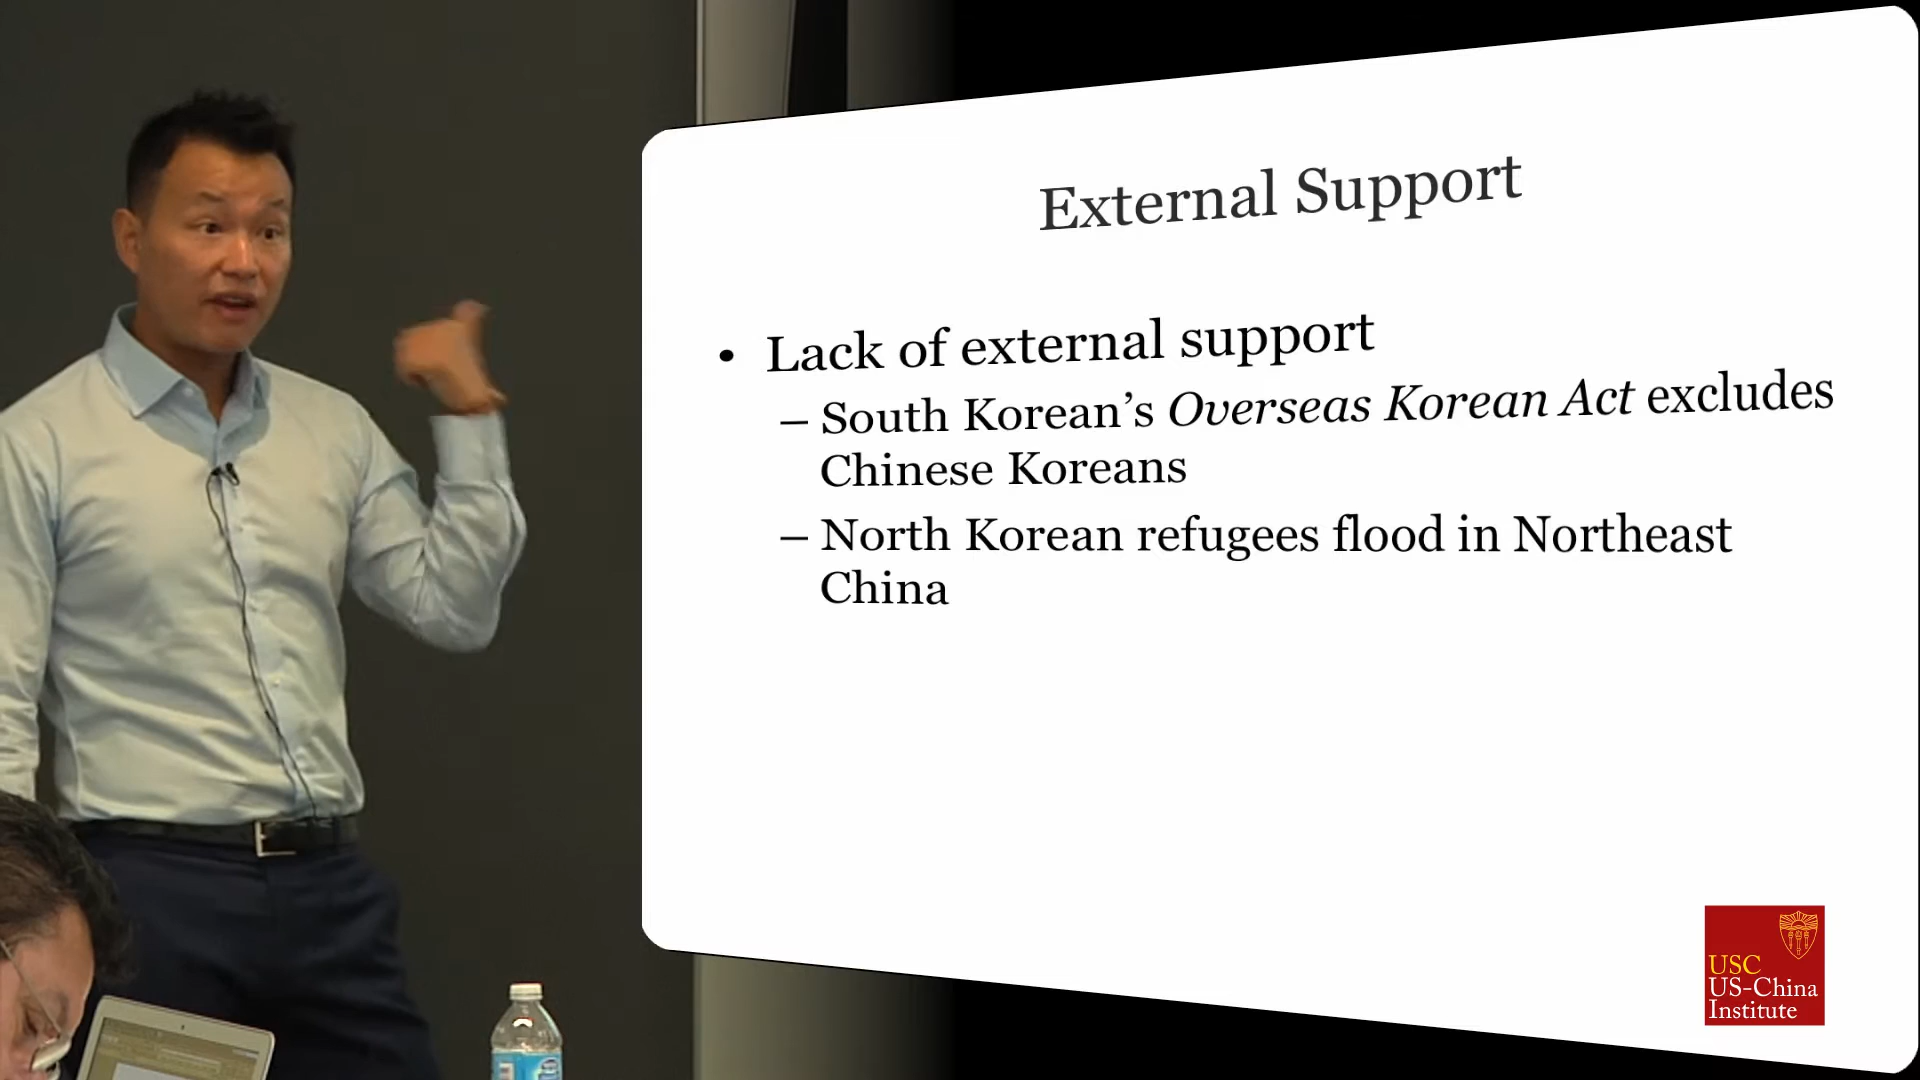 External Support
• Lack of external support
– South Korean's Overseas Korean Act excludes
Chinese Koreans
– North Korean refugees flood in Northeast
China
USC
US-China
Institute